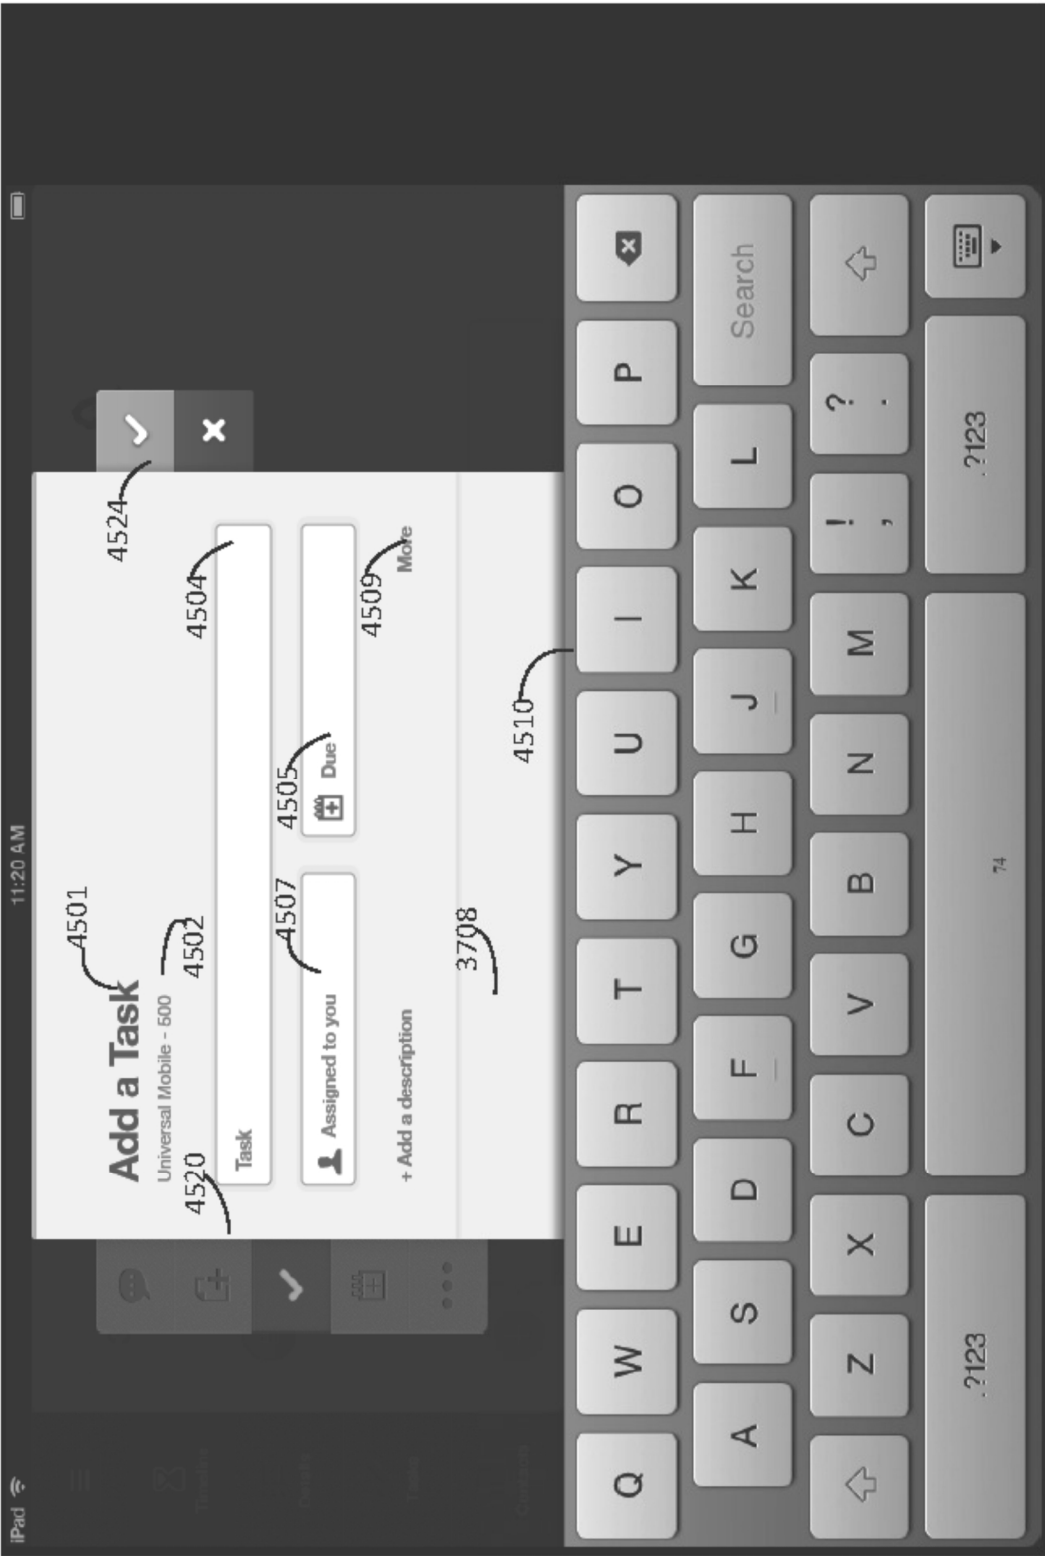 iPad 11:20 AM
4501
Add a Task
4524
Universal Mobile - 500
4502
4520
4504
Task
4507
4505
4509
Assigned to you
Due
+ Add a description
More
3708
4510
Q W E R T Y U I O P
A S D F G H J K L Search
Z X C V B N M ! , ? .
.?123 74 .?123